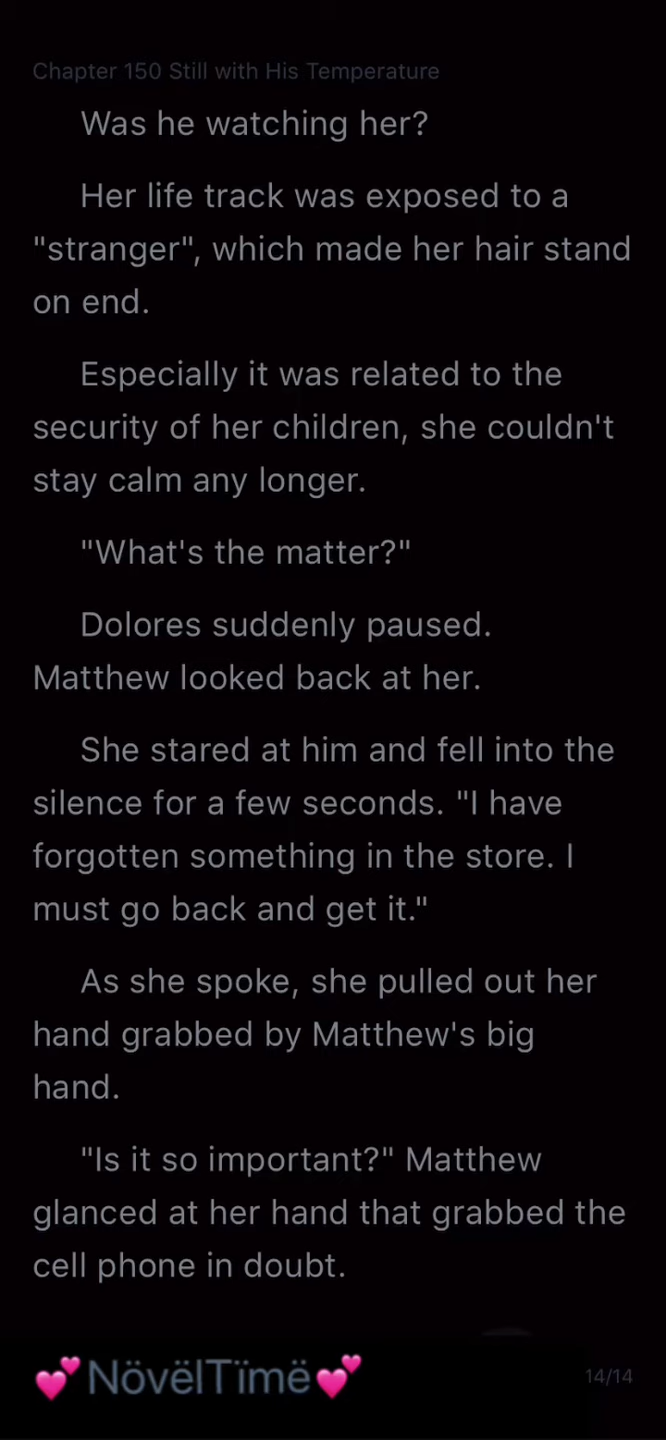 Chapter 150 Still with His Temperature
Was he watching her?
Her life track was exposed to a
"stranger", which made her hair stand
on end.
Especially it was related to the
security of her children, she couldn't
stay calm any longer.
"What's the matter?"
Dolores suddenly paused.
Matthew looked back at her.
She stared at him and fell into the
silence for a few seconds. "I have
forgotten something in the store. I
must go back and get it."
As she spoke, she pulled out her
hand grabbed by Matthew's big
hand.
"Is it so important?" Matthew
glanced at her hand that grabbed the
cell phone in doubt.
💕NövëlTïmë💕
14/14